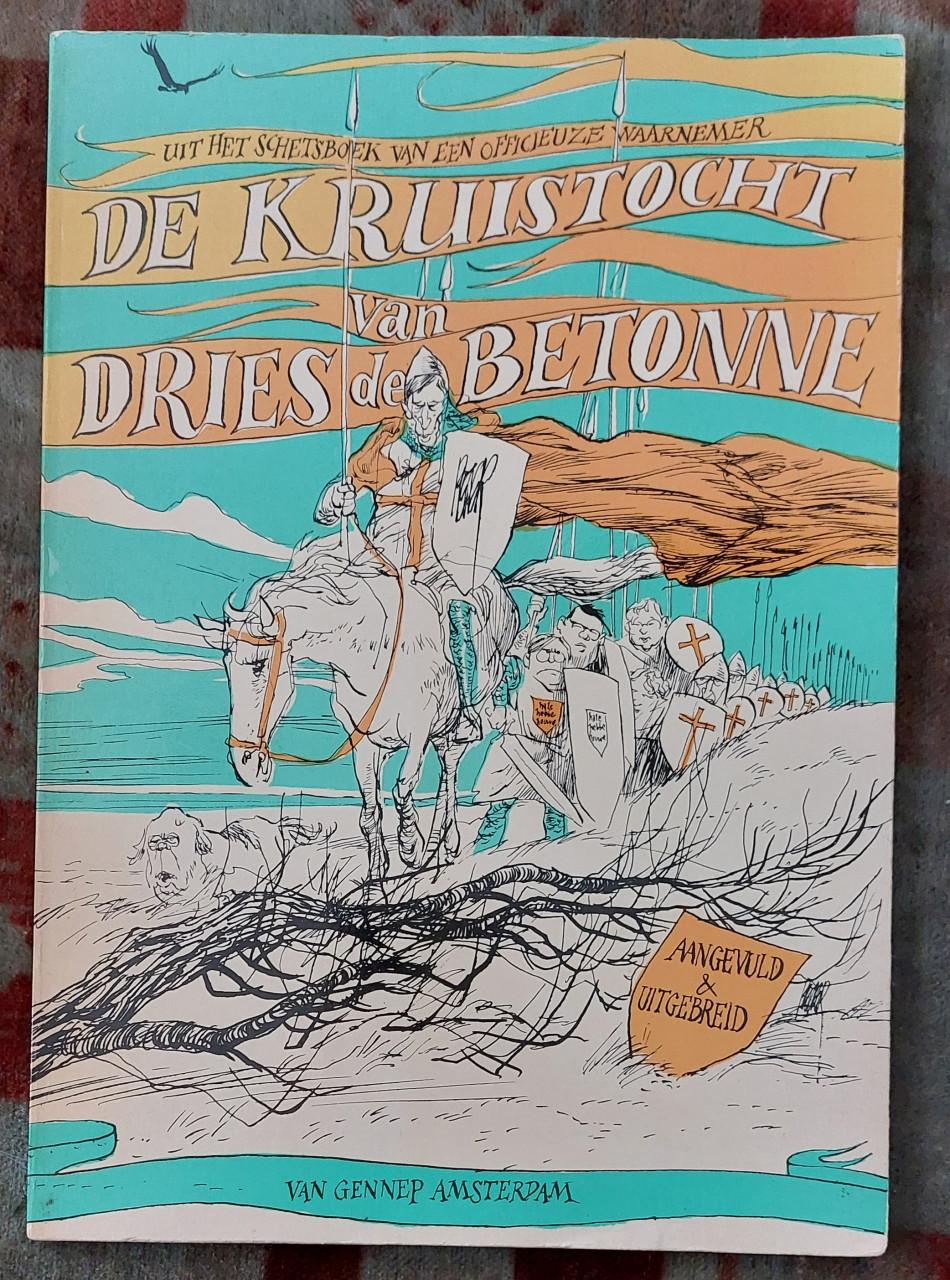 UIT HET SCHETSBOEK VAN EEN OFFICIEUZE WAARNEMER
DE KRUISTOCHT
van
DRIES de BETONNE
AANGEVULD
&
UITGEBREID
VAN GENNEP AMSTERDAM